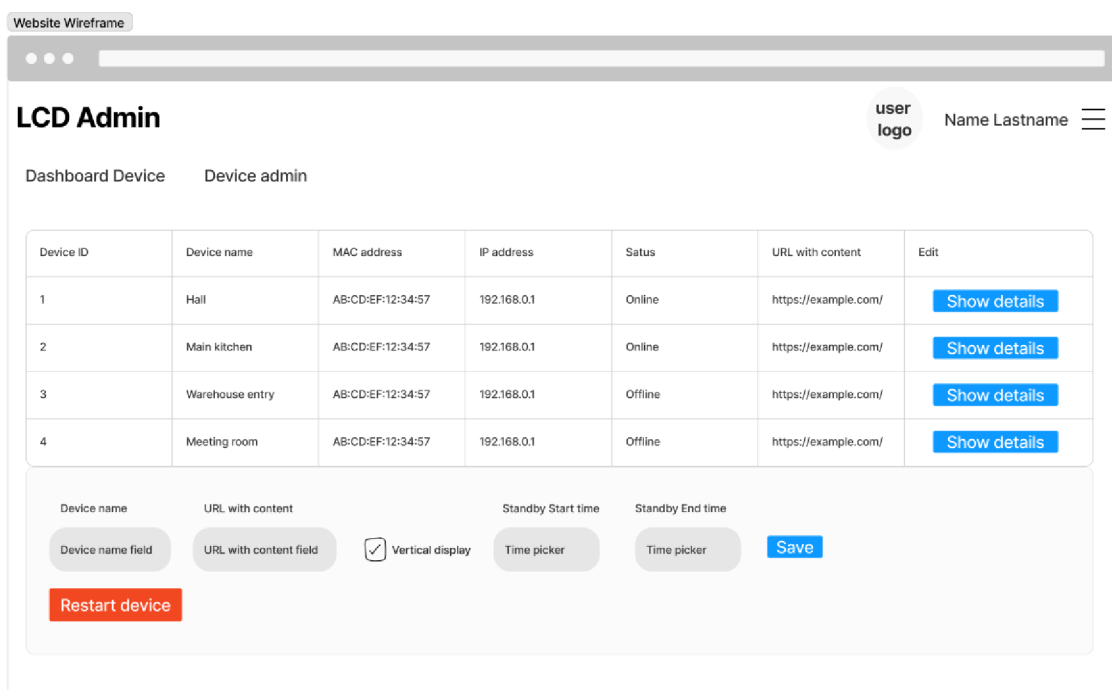 Website Wireframe
LCD Admin
user
logo
Name Lastname
Dashboard Device Device admin
Device ID Device name MAC address IP address Satus URL with content Edit
1 Hall AB:CD:EF:12:34:57 192.168.0.1 Online https://example.com/ Show details
2 Main kitchen AB:CD:EF:12:34:57 192.168.0.1 Online https://example.com/ Show details
3 Warehouse entry AB:CD:EF:12:34:57 192.168.0.1 Offline https://example.com/ Show details
4 Meeting room AB:CD:EF:12:34:57 192.168.0.1 Offline https://example.com/ Show details
Device name URL with content Standby Start time Standby End time
Device name field URL with content field Vertical display Time picker Time picker Save
Restart device